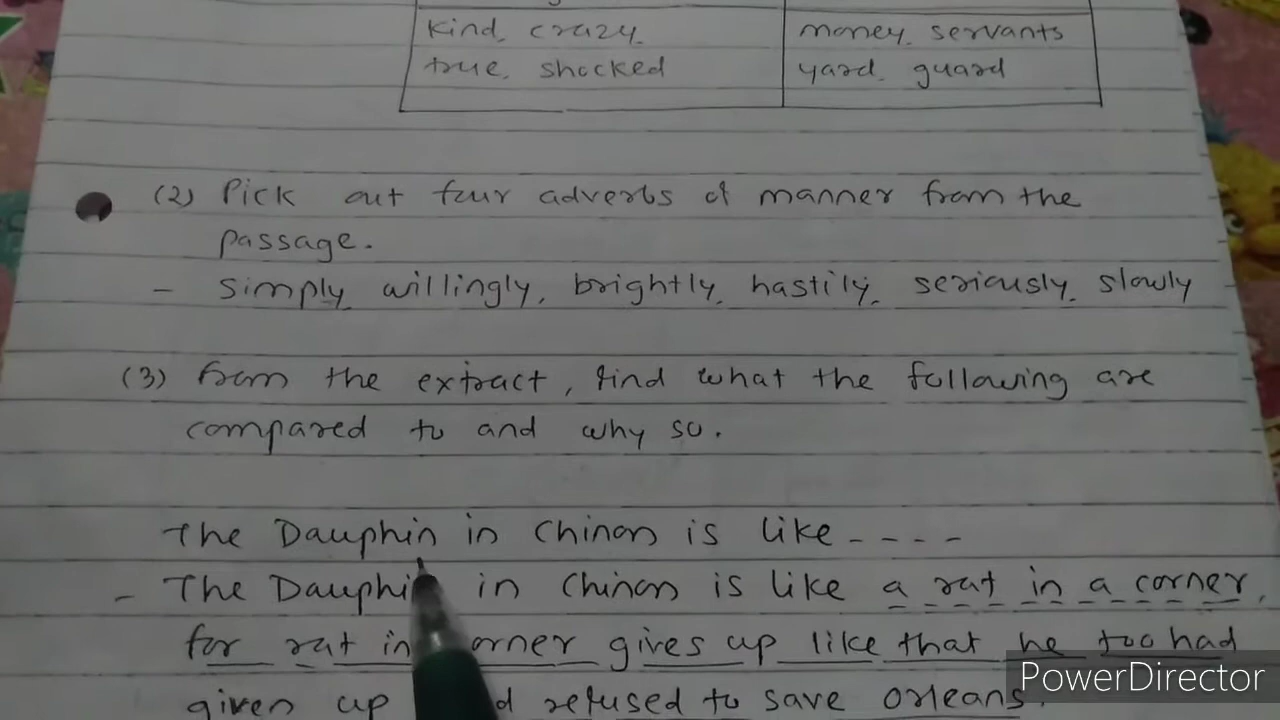 kind, crazy,
true, shocked
money, servants
yard, guard
(2) Pick out four adverbs of manner from the
passage.
- simply, willingly, brightly, hastily, seriously, slowly
(3) From the extract, find what the following are
compared to and why so.
The Dauphin in Chinon is like ----
- The Dauphin in Chinon is like a rat in a corner,
for rat in corner gives up like that he too had
given up refused to save orleans.
PowerDirector